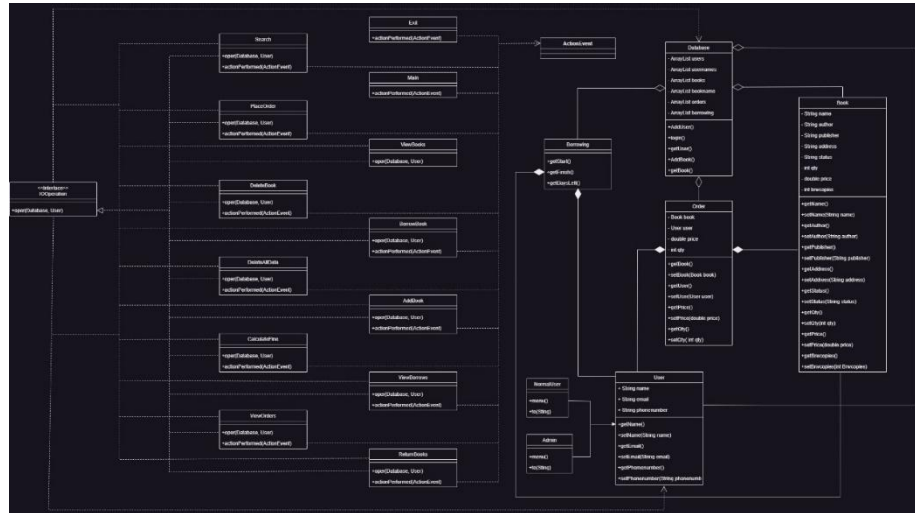 <<interface>>
IOOperation
+oper(Database, User)
Search
+oper(Database, User)
+actionPerformed(ActionEvent)
PlaceOrder
+oper(Database, User)
+actionPerformed(ActionEvent)
DeleteBook
+oper(Database, User)
+actionPerformed(ActionEvent)
DeleteAllData
+oper(Database, User)
+actionPerformed(ActionEvent)
CalculateFine
+oper(Database, User)
+actionPerformed(ActionEvent)
ViewOrders
+oper(Database, User)
+actionPerformed(ActionEvent)
Exit
+actionPerformed(ActionEvent)
Main
+actionPerformed(ActionEvent)
ViewBooks
+oper(Database, User)
BorrowBook
+oper(Database, User)
+actionPerformed(ActionEvent)
AddBook
+oper(Database, User)
+actionPerformed(ActionEvent)
ViewBorrows
+oper(Database, User)
+actionPerformed(ActionEvent)
ReturnBooks
+oper(Database, User)
+actionPerformed(ActionEvent)
ActionEvent
Borrowing
+getStart()
+getFinish()
+getDaysLeft()
NormalUser
+menu()
Admin
+menu()
Database
- ArrayList users
- ArrayList usernames
- ArrayList books
- ArrayList
- ArrayList orders
- ArrayList borrowing
+AddUser()
+login()
+getUser()
+AddBook()
+getBook()
Order
- Book book
- User user
- double price
- int qty
+getBook()
+setBook(Book book)
+getUser()
+setUser(User user)
+getPrice()
+setPrice(double price)
+getQty()
+setQty( int qty)
User
+ String name
+ String email
+ String phonenumber
+getName()
+setName(String name)
+getEmail()
+setEmail(String email)
+getPhonenumber()
+setPhonenumber(String phonenumb
Book
- String name
- String author
- String publisher
- String address
- String status
- int qty
- double price
- int brwcopies
+getName()
+setName(String name)
+getAuthor()
+setAuthor(String author)
+getPublisher()
+setPublisher(String publisher)
+getAddress()
+setAddress(String address)
+getStatus()
+setStatus(String status)
+getQty()
+setQty(int qty)
+getPrice()
+setPrice(double price)
+getBrwcopies()
+setBrwcopies(int Brwcopies)